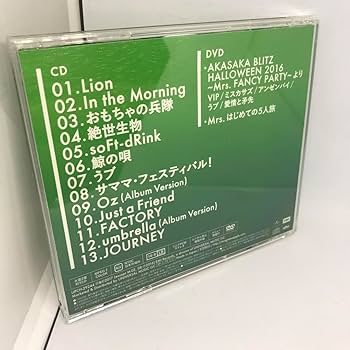 CD
01.Lion
02.In the Morning
03.おもちゃの兵隊
04.絶世生物
05.soFt-dRink
06.鯨の唄
07.ラブ
08.サママ・フェスティバル!
09.Oz(Album Version)
10.Just a Friend
11.FACTORY
12.umbrella(Album Version)
13.JOURNEY
DVD
・AKASAKA BLITZ
HALLOWEEN 2016
~Mrs. FANCY PARTY~より
VIP/ミスカサズ/アンゼンパイ/
ラブ/愛情と矛先
・Mrs. はじめての5人旅